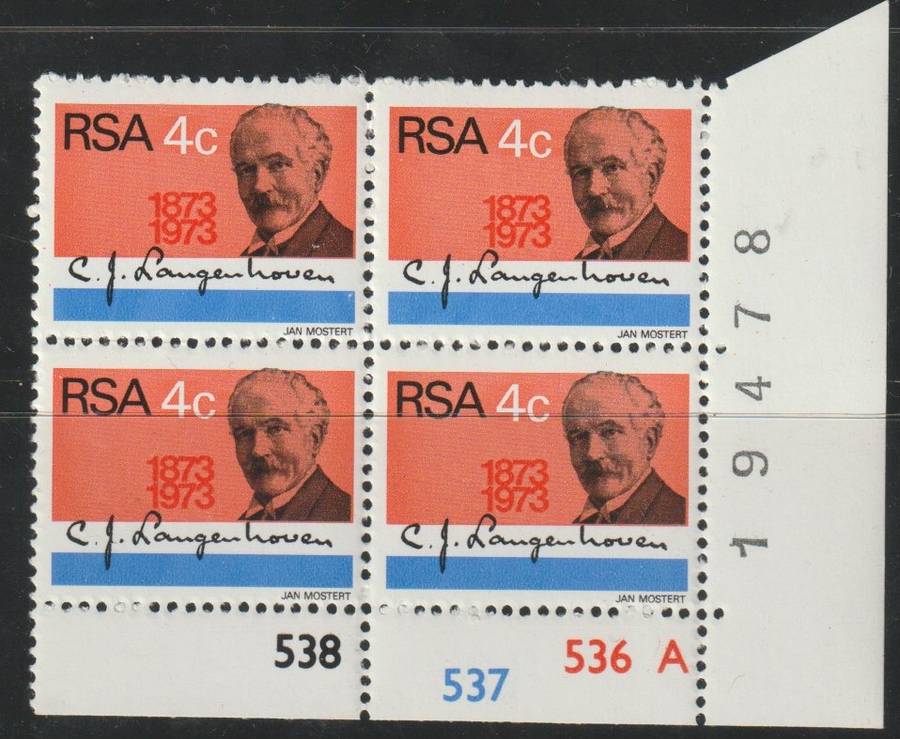 RSA 4c
1873
1973
C. J. Langenhoven
JAN MOSTERT
RSA 4c
1873
1973
C. J. Langenhoven
JAN MOSTERT
RSA 4c
1873
1973
C. J. Langenhoven
JAN MOSTERT
RSA 4c
1873
1973
C. J. Langenhoven
JAN MOSTERT
19478
538
537
536 A